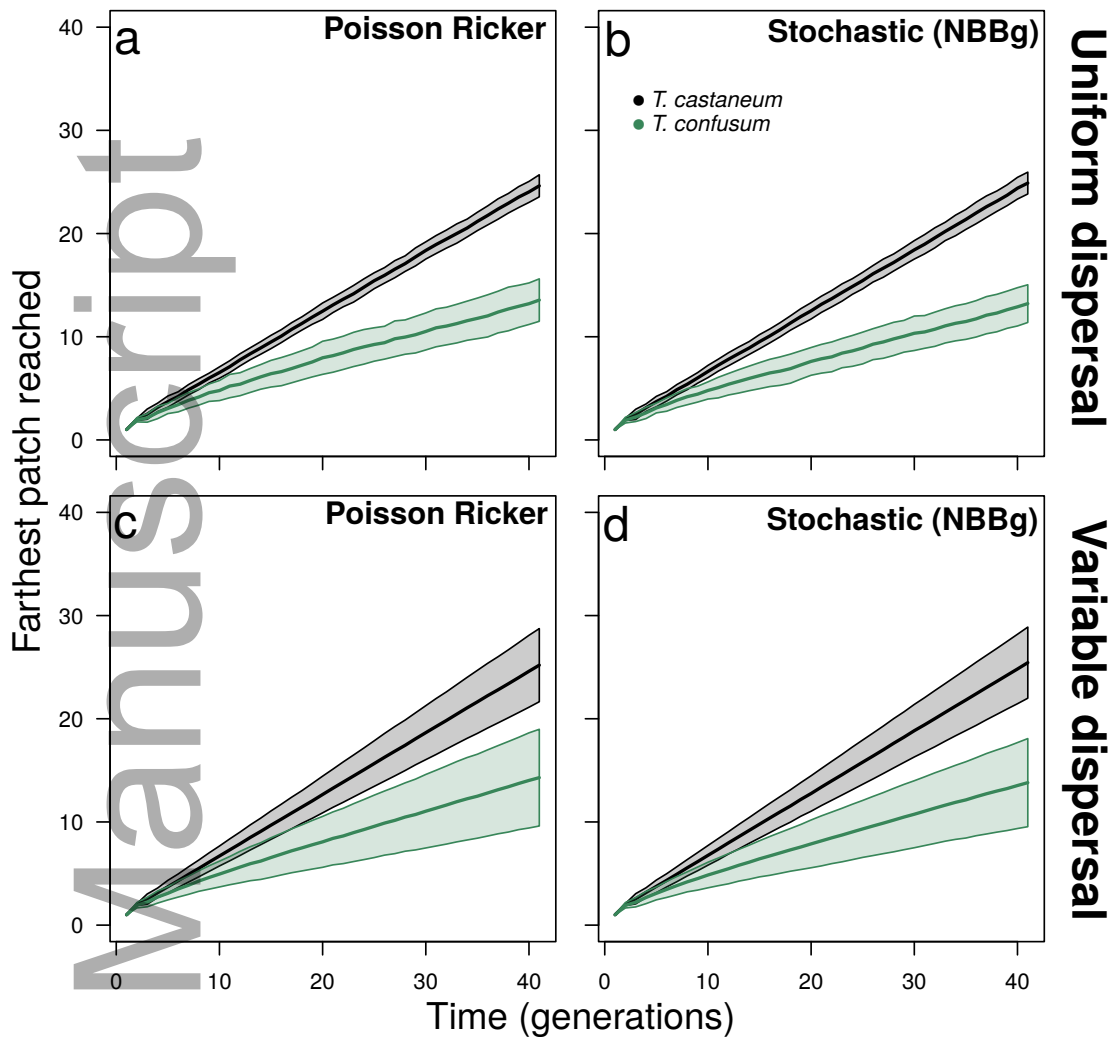 a
Poisson Ricker
b
Stochastic (NBBg)
T. castaneum
T. confusum
Uniform dispersal
40
30
20
10
0
c
Poisson Ricker
d
Stochastic (NBBg)
Variable dispersal
40
30
20
10
0
Farthest patch reached
0 10 20 30 40
0 10 20 30 40
Time (generations)
Manuscript